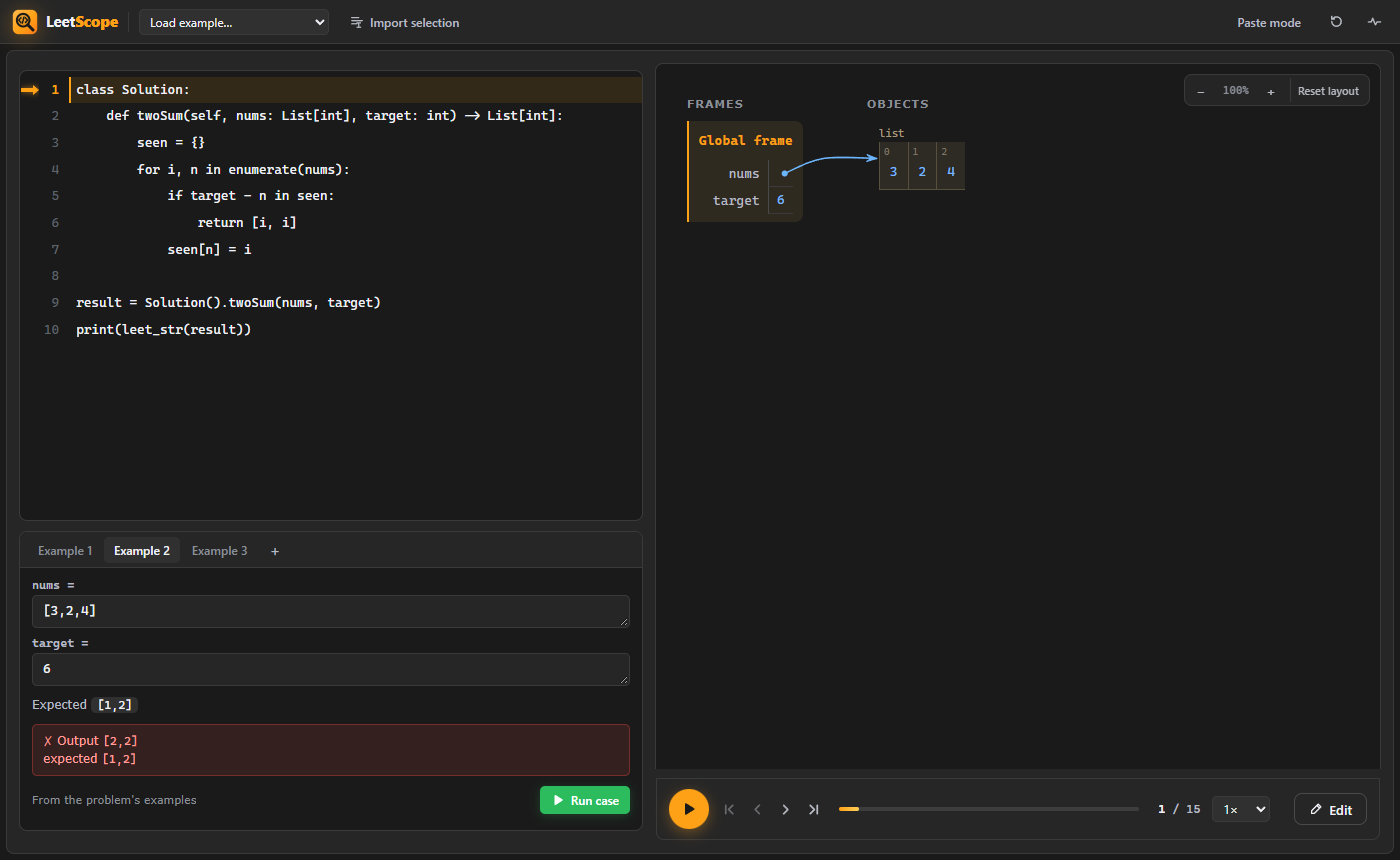 LeetScope Load example... Import selection Paste mode
1 class Solution:
2 def twoSum(self, nums: List[int], target: int) -> List[int]:
3 seen = {}
4 for i, n in enumerate(nums):
5 if target - n in seen:
6 return [i, i]
7 seen[n] = i
8
9 result = Solution().twoSum(nums, target)
10 print(leet_str(result))
Example 1 Example 2 Example 3 +
nums =
[3,2,4]
target =
6
Expected [1,2]
✗ Output [2,2]
expected [1,2]
From the problem's examples Run case
− 100% + Reset layout
FRAMES OBJECTS
Global frame
nums
target 6
list
0 1 2
3 2 4
1 / 15 1× Edit